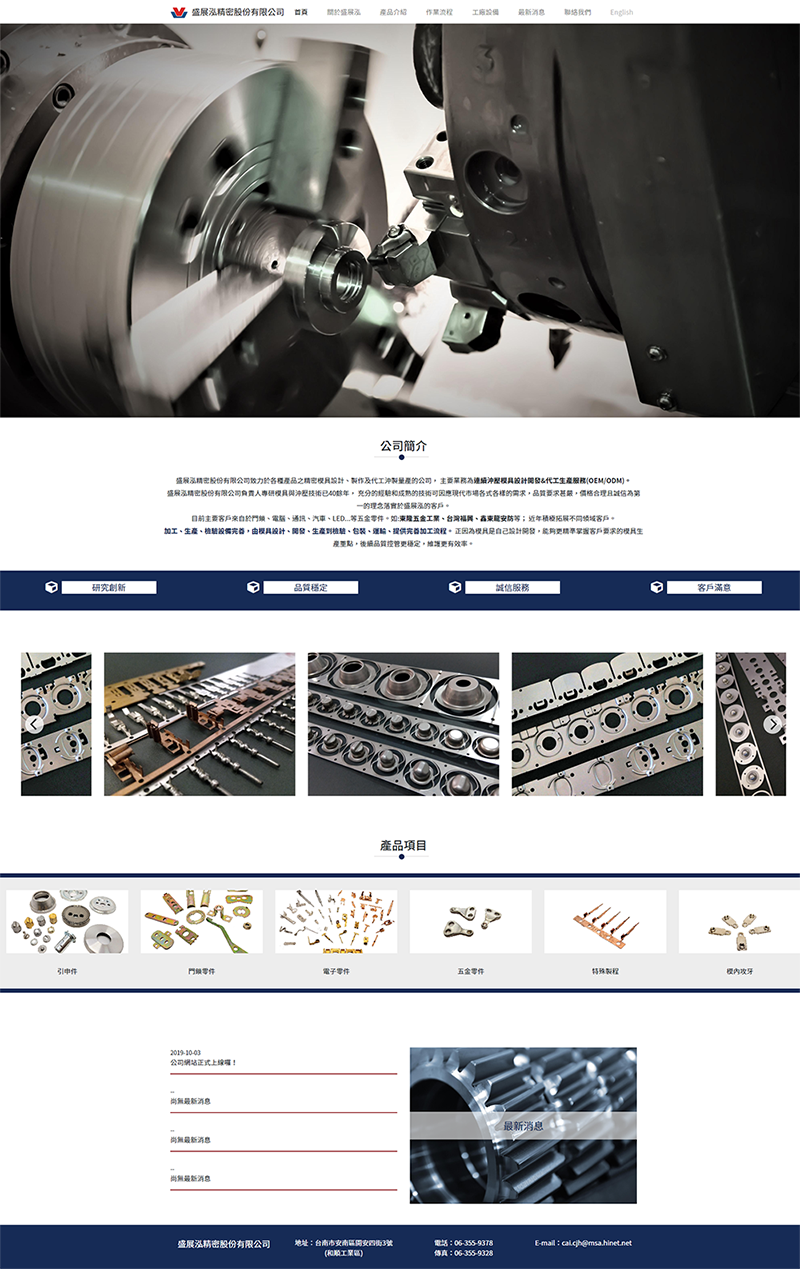 盛展泓精密股份有限公司 首頁 關於盛展泓 產品介紹 作業流程 工廠設備 最新消息 聯絡我們 English
公司簡介
盛展泓精密股份有限公司致力於各種產品之精密模具設計、製作及代工沖製量產的公司， 主要業務為連續沖壓模具設計開發&代工生產服務(OEM/ODM)。
盛展泓精密股份有限公司負責人專研模具與沖壓技術已40餘年， 充分的經驗和成熟的技術可因應現代市場各式各樣的需求，品質要求甚嚴，價格合理且誠信為第
一的理念落實於盛展泓的客戶。
目前主要客戶來自於門鎖、電腦、通訊、汽車、LED...等五金零件。如:東隆五金工業、台灣福興、鑫東龍安防等； 近年積極拓展不同領域客戶。
加工、生產、檢驗設備完善，由模具設計、開發、生產到檢驗、包裝、運輸、提供完善加工流程。 正因為模具是自己設計開發，能夠更精準掌握客戶要求的模具生
產重點，後續品質控管更穩定，維護更有效率。
研究創新 品質穩定 誠信服務 客戶滿意
產品項目
引申件 門鎖零件 電子零件 五金零件 特殊製程 模內攻牙
2019-10-03
公司網站正式上線囉！
--
尚無最新消息
--
尚無最新消息
--
尚無最新消息
最新消息
盛展泓精密股份有限公司 地址：台南市安南區開安四街3號 電話：06-355-9378 E-mail：cai.cjh@msa.hinet.net
(和順工業區) 傳真：06-355-9328